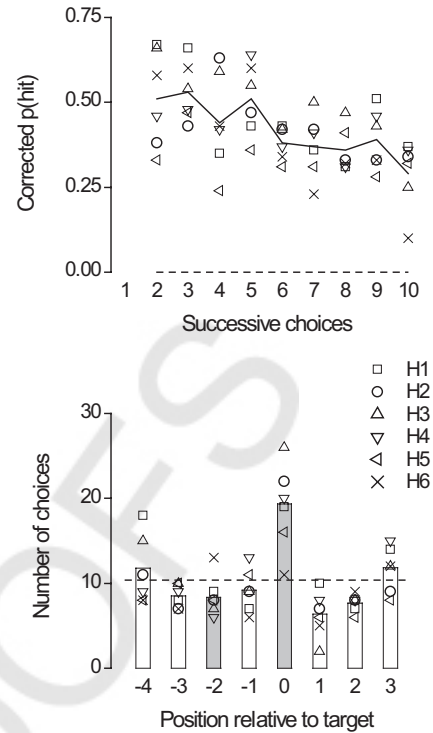 0.75
0.50
0.25
0.00
Corrected p(hit)
1 2 3 4 5 6 7 8 9 10
Successive choices
H1
H2
H3
H4
H5
H6
30
20
10
0
Number of choices
-4 -3 -2 -1 0 1 2 3
Position relative to target
OOFS